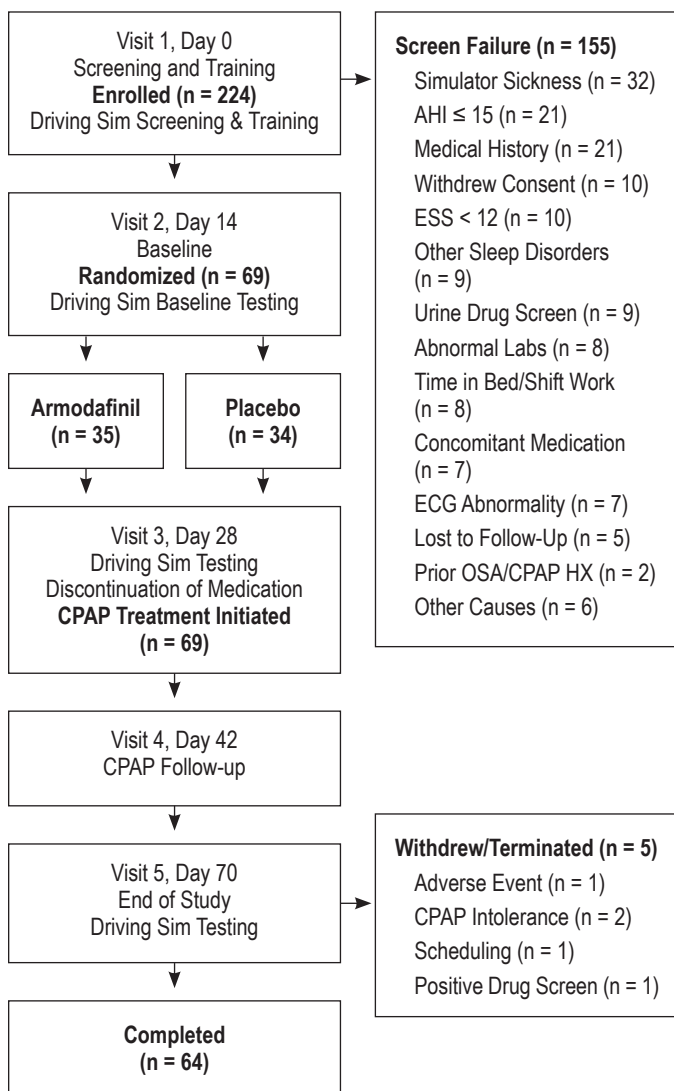 Visit 1, Day 0
Screening and Training
Enrolled (n = 224)
Driving Sim Screening & Training
Screen Failure (n = 155)
Simulator Sickness (n = 32)
AHI ≤ 15 (n = 21)
Medical History (n = 21)
Withdrew Consent (n = 10)
ESS < 12 (n = 10)
Other Sleep Disorders
(n = 9)
Urine Drug Screen (n = 9)
Abnormal Labs (n = 8)
Time in Bed/Shift Work
(n = 8)
Concomitant Medication
(n = 7)
ECG Abnormality (n = 7)
Lost to Follow-Up (n = 5)
Prior OSA/CPAP HX (n = 2)
Other Causes (n = 6)
Visit 2, Day 14
Baseline
Randomized (n = 69)
Driving Sim Baseline Testing
Armodafinil
(n = 35)
Placebo
(n = 34)
Visit 3, Day 28
Driving Sim Testing
Discontinuation of Medication
CPAP Treatment Initiated
(n = 69)
Visit 4, Day 42
CPAP Follow-up
Visit 5, Day 70
End of Study
Driving Sim Testing
Withdrew/Terminated (n = 5)
Adverse Event (n = 1)
CPAP Intolerance (n = 2)
Scheduling (n = 1)
Positive Drug Screen (n = 1)
Completed
(n = 64)